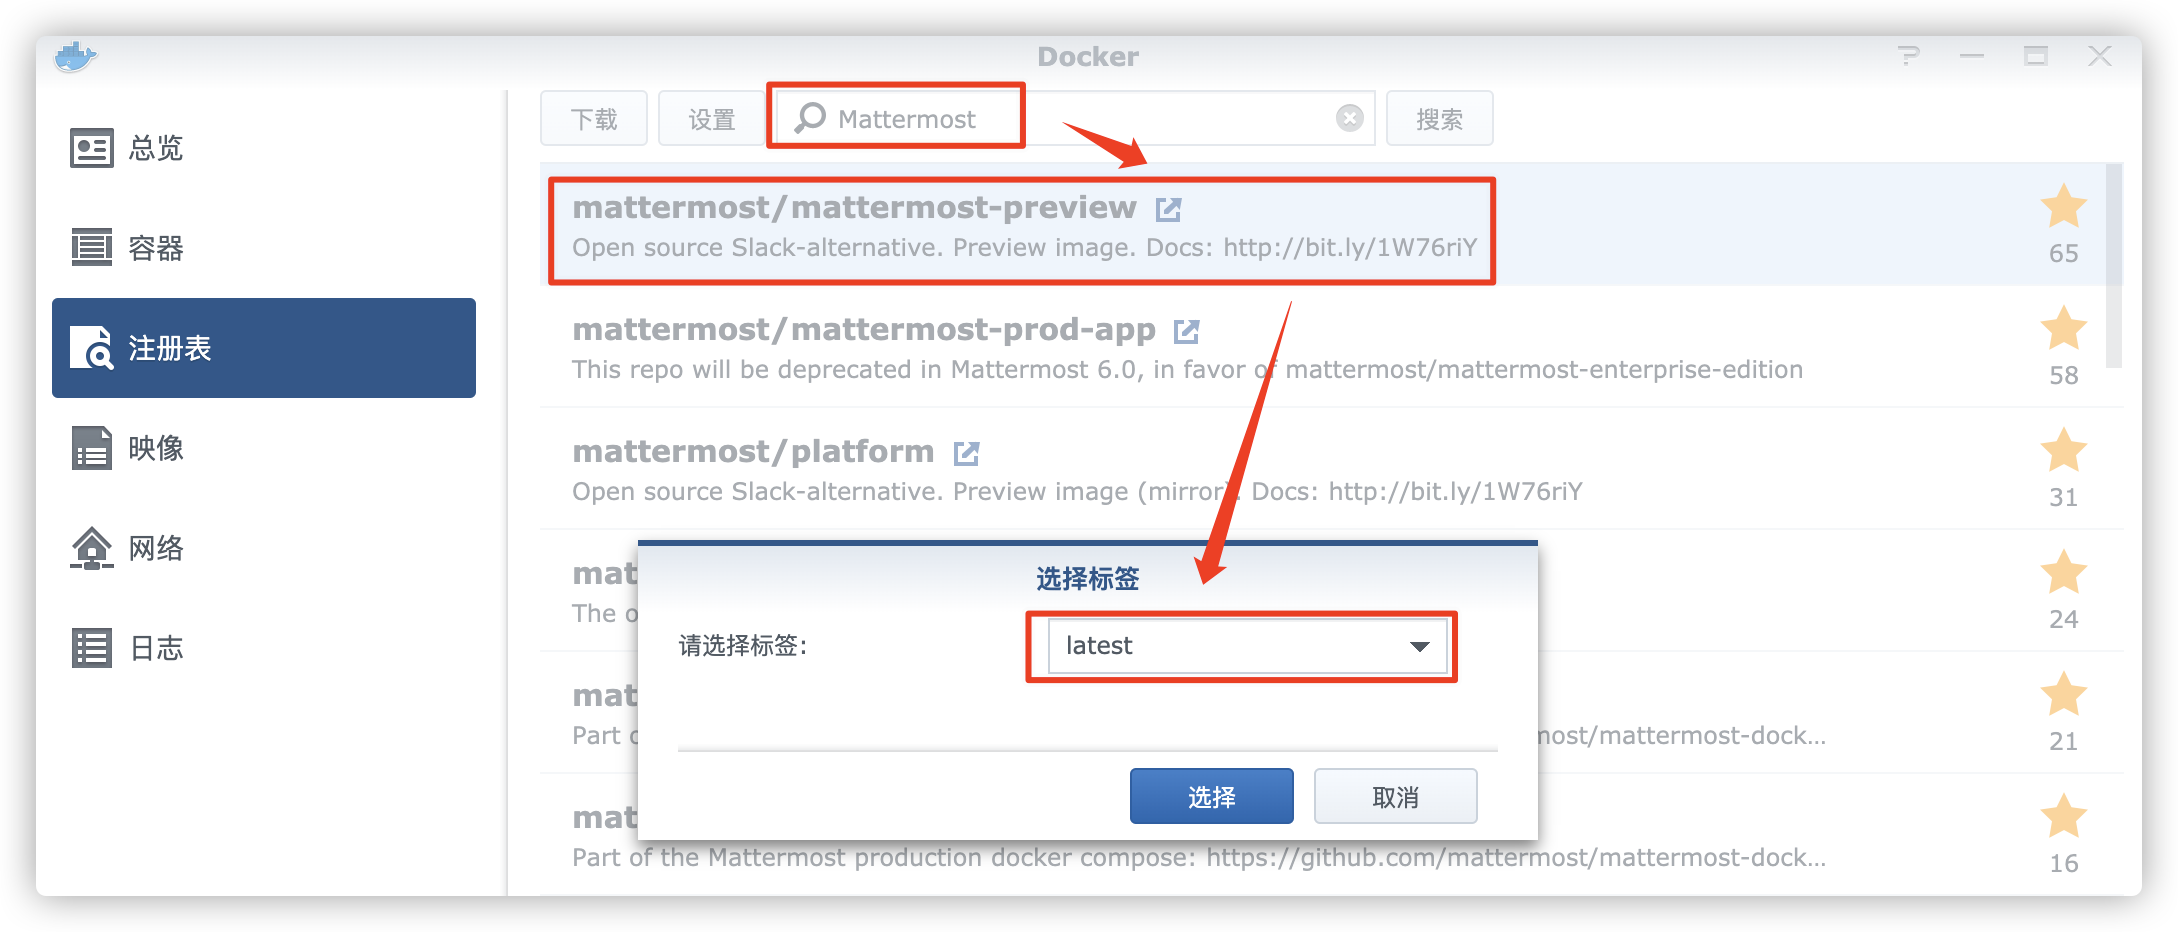 Docker
总览
容器
注册表
映像
网络
日志
下载
设置
Mattermost
搜索
mattermost/mattermost-preview
Open source Slack-alternative. Preview image. Docs: http://bit.ly/1W76riY
65
mattermost/mattermost-prod-app
This repo will be deprecated in Mattermost 6.0, in favor of mattermost/mattermost-enterprise-edition
58
mattermost/platform
Open source Slack-alternative. Preview image (mirror). Docs: http://bit.ly/1W76riY
31
mat
The o
24
mat
Part o
most/mattermost-dock...
21
mat
Part of the Mattermost production docker compose: https://github.com/mattermost/mattermost-dock...
16
选择标签
请选择标签:
latest
选择
取消